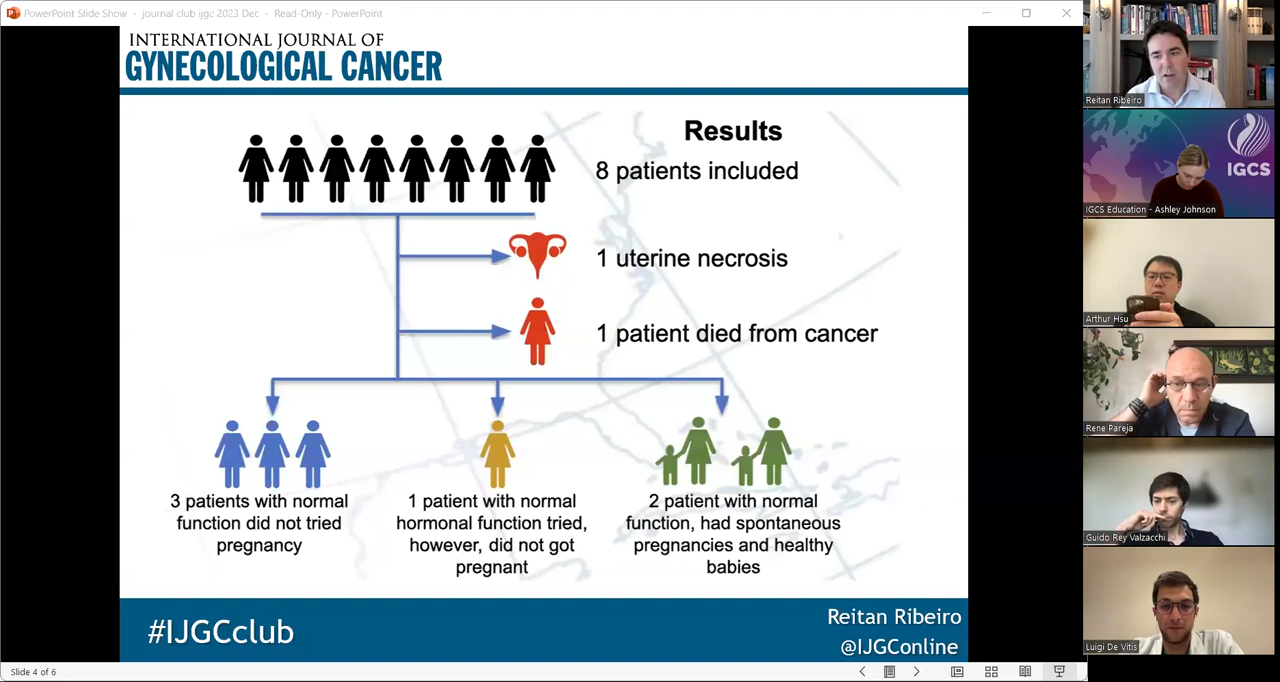 PowerPoint Slide Show - journal club ijgc 2023 Dec - Read-Only - PowerPoint
INTERNATIONAL JOURNAL OF
GYNECOLOGICAL CANCER
Results
8 patients included
1 uterine necrosis
1 patient died from cancer
3 patients with normal
function did not tried
pregnancy
1 patient with normal
hormonal function tried,
however, did not got
pregnant
2 patient with normal
function, had spontaneous
pregnancies and healthy
babies
#IJGCclub
Reitan Ribeiro
@IJGConline
Slide 4 of 6
Reitan Ribeiro
IGCS
IGCS Education - Ashley Johnson
Arthur Hsu
Rene Pareja
Guido Rey Valzacchi
Luigi De Vitis